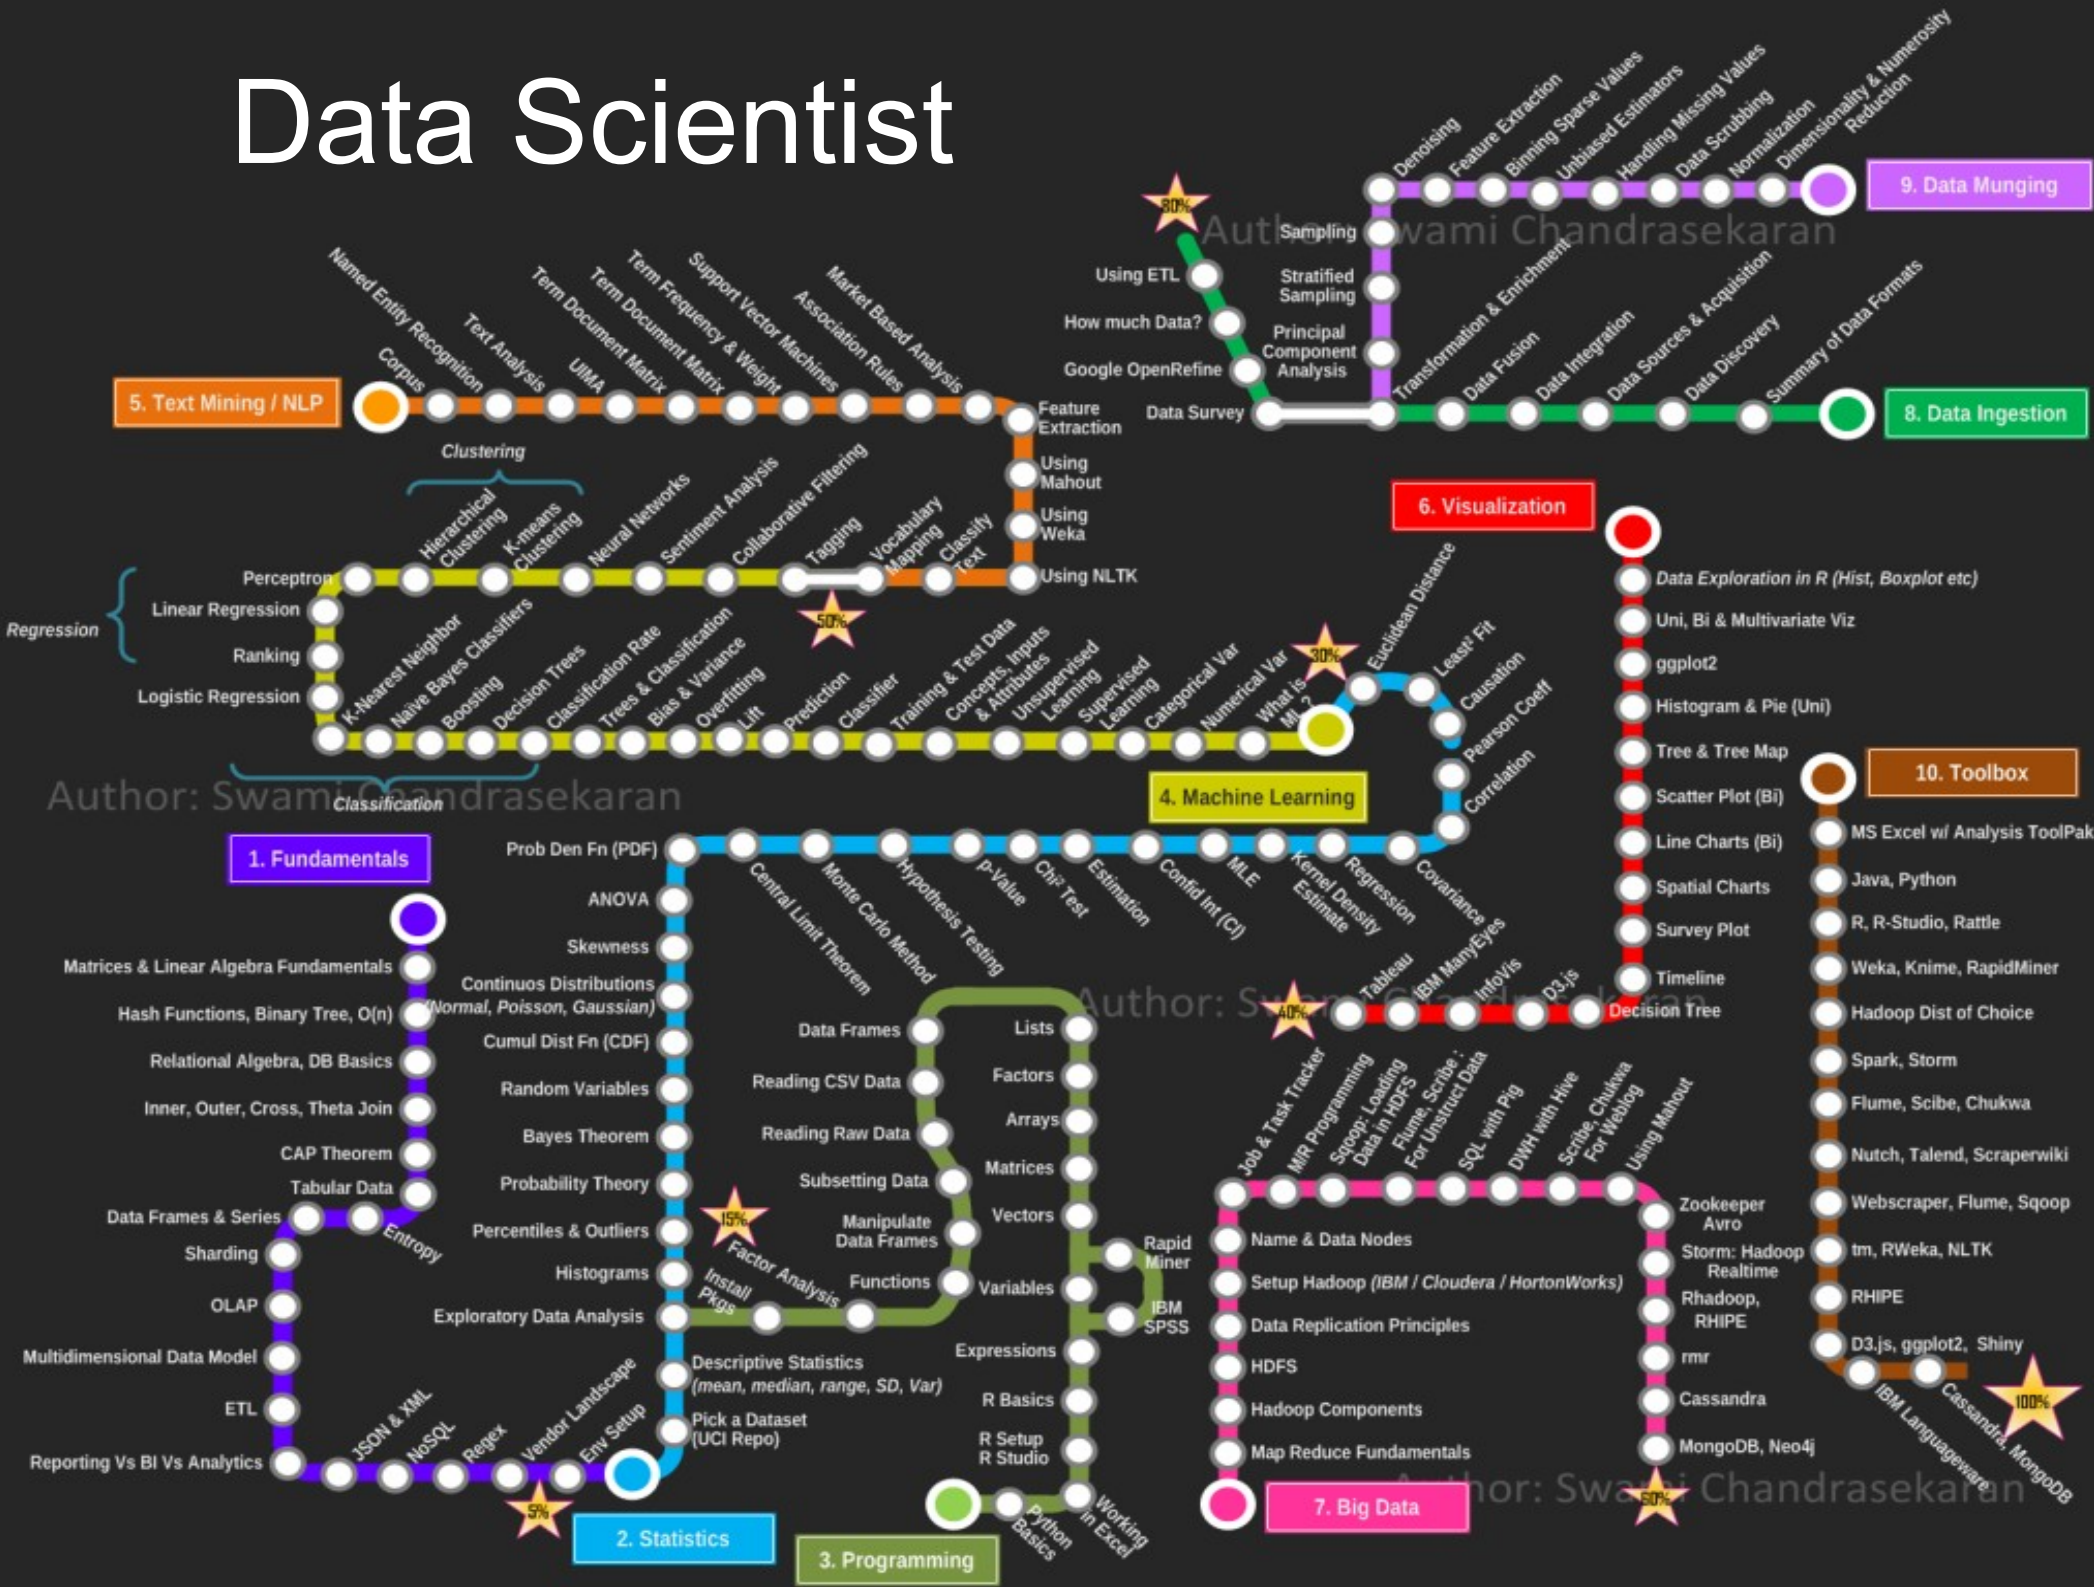 Data Scientist
Denoising
Feature Extraction
Binning Sparse Values
Unbiased Estimators
Handling Missing Values
Data Scrubbing
Normalization
Dimensionality & Numerosity
Reduction
9. Data Munging
80%
Author: Swami Chandrasekaran
Sampling
Stratified
Sampling
Principal
Component
Analysis
Using ETL
How much Data?
Google OpenRefine
Data Survey
Transformation & Enrichment
Data Fusion
Data Integration
Data Sources & Acquisition
Data Discovery
Summary of Data Formats
8. Data Ingestion
5. Text Mining / NLP
Corpus
Named Entity Recognition
Text Analysis
UIMA
Term Document Matrix
Term Document Matrix
Term Frequency & Weight
Support Vector Machines
Association Rules
Market Based Analysis
Feature
Extraction
Using
Mahout
Using
Weka
Using NLTK
Classify
Text
Vocabulary
Mapping
50%
Tagging
Collaborative Filtering
Sentiment Analysis
Neural Networks
K-means
Clustering
Hierarchical
Clustering
Clustering
Perceptron
Linear Regression
Regression
Ranking
Logistic Regression
K-Nearest Neighbor
Naive Bayes Classifiers
Boosting
Decision Trees
Classification Rate
Trees & Classification
Bias & Variance
Overfitting
Lift
Prediction
Classifier
Training & Test Data
Concepts, Inputs
& Attributes
Unsupervised
Learning
Supervised
Learning
Categorical Var
Numerical Var
What is
ML?
30%
Classification
Author: Swami Chandrasekaran
4. Machine Learning
Euclidean Distance
Least² Fit
Causation
Pearson Coeff
Correlation
Covariance
Regression
Kernel Density
Estimate
MLE
Confid Int (CI)
Estimation
Chi² Test
p-Value
Hypothesis Testing
Monte Carlo Method
Central Limit Theorem
Prob Den Fn (PDF)
ANOVA
Skewness
Continuos Distributions
(Normal, Poisson, Gaussian)
Cumul Dist Fn (CDF)
Random Variables
Bayes Theorem
Probability Theory
Percentiles & Outliers
Histograms
Exploratory Data Analysis
Descriptive Statistics
(mean, median, range, SD, Var)
Pick a Dataset
(UCI Repo)
2. Statistics
1. Fundamentals
Matrices & Linear Algebra Fundamentals
Hash Functions, Binary Tree, O(n)
Relational Algebra, DB Basics
Inner, Outer, Cross, Theta Join
CAP Theorem
Tabular Data
Entropy
Data Frames & Series
Sharding
OLAP
Multidimensional Data Model
ETL
Reporting Vs BI Vs Analytics
JSON & XML
NoSQL
Regex
Vendor Landscape
Env Setup
5%
15%
Install
Pkgs
Factor Analysis
Functions
Manipulate
Data Frames
Subsetting Data
Reading Raw Data
Reading CSV Data
Data Frames
Lists
Factors
Arrays
Matrices
Vectors
Rapid
Miner
Variables
IBM
SPSS
Expressions
R Basics
R Setup
R Studio
Working
in Excel
Python
Basics
3. Programming
6. Visualization
Data Exploration in R (Hist, Boxplot etc)
Uni, Bi & Multivariate Viz
ggplot2
Histogram & Pie (Uni)
Tree & Tree Map
Scatter Plot (Bi)
Line Charts (Bi)
Spatial Charts
Survey Plot
Timeline
Decision Tree
D3.js
InfoVis
IBM ManyEyes
Tableau
40%
Author: Swami Chandrasekaran
Job & Task Tracker
M/R Programming
Sqoop: Loading
Data in HDFS
Flume, Scribe :
For Unstruct Data
SQL with Pig
DWH with Hive
Scribe, Chukwa
For Weblog
Using Mahout
Zookeeper
Avro
Storm: Hadoop
Realtime
Rhadoop,
RHIPE
rmr
Cassandra
MongoDB, Neo4j
60%
Name & Data Nodes
Setup Hadoop (IBM / Cloudera / HortonWorks)
Data Replication Principles
HDFS
Hadoop Components
Map Reduce Fundamentals
7. Big Data
Author: Swami Chandrasekaran
10. Toolbox
MS Excel w/ Analysis ToolPak
Java, Python
R, R-Studio, Rattle
Weka, Knime, RapidMiner
Hadoop Dist of Choice
Spark, Storm
Flume, Scibe, Chukwa
Nutch, Talend, Scraperwiki
Webscraper, Flume, Sqoop
tm, RWeka, NLTK
RHIPE
D3.js, ggplot2, Shiny
IBM Languageware
Cassandra, MongoDB
100%